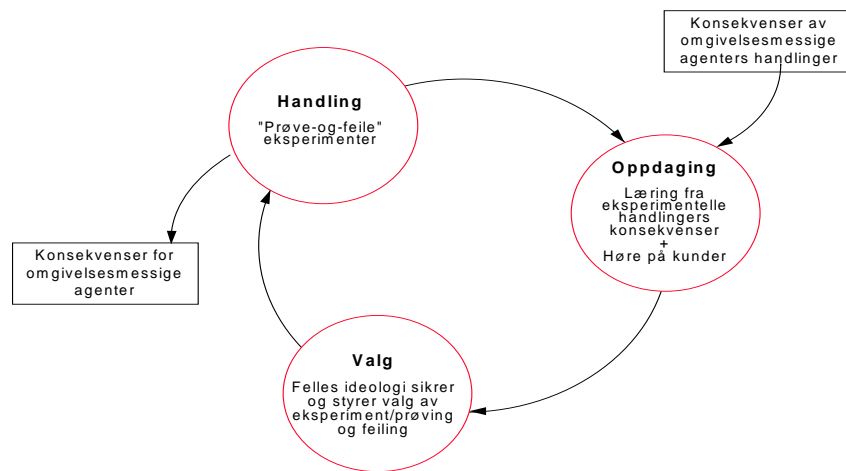 Konsekvenser av
omgivelsesmessige
agenters handlinger
Handling
"Prøve-og-feile"
eksperimenter
Oppdaging
Læring fra
eksperimentelle
handlingers
konsekvenser
+
Høre på kunder
Konsekvenser for
omgivelsesmessige
agenter
Valg
Felles ideologi sikrer
og styrer valg av
eksperiment/prøving
og feiling